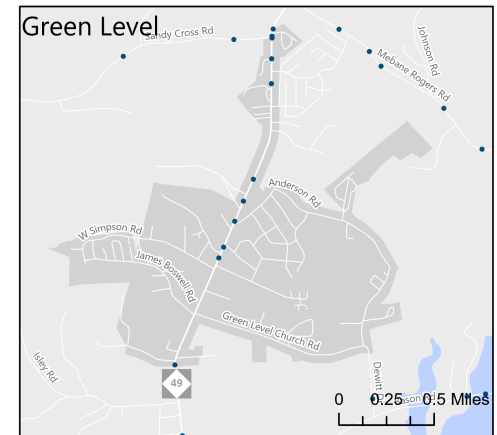 Green Level
Sandy Cross Rd
Johnson Rd
Mebane Rogers Rd
Anderson Rd
W Simpson Rd
James Boswell Rd
Green Level Church Rd
Isley Rd
49
Dewitt
0 0.25 0.5 Miles